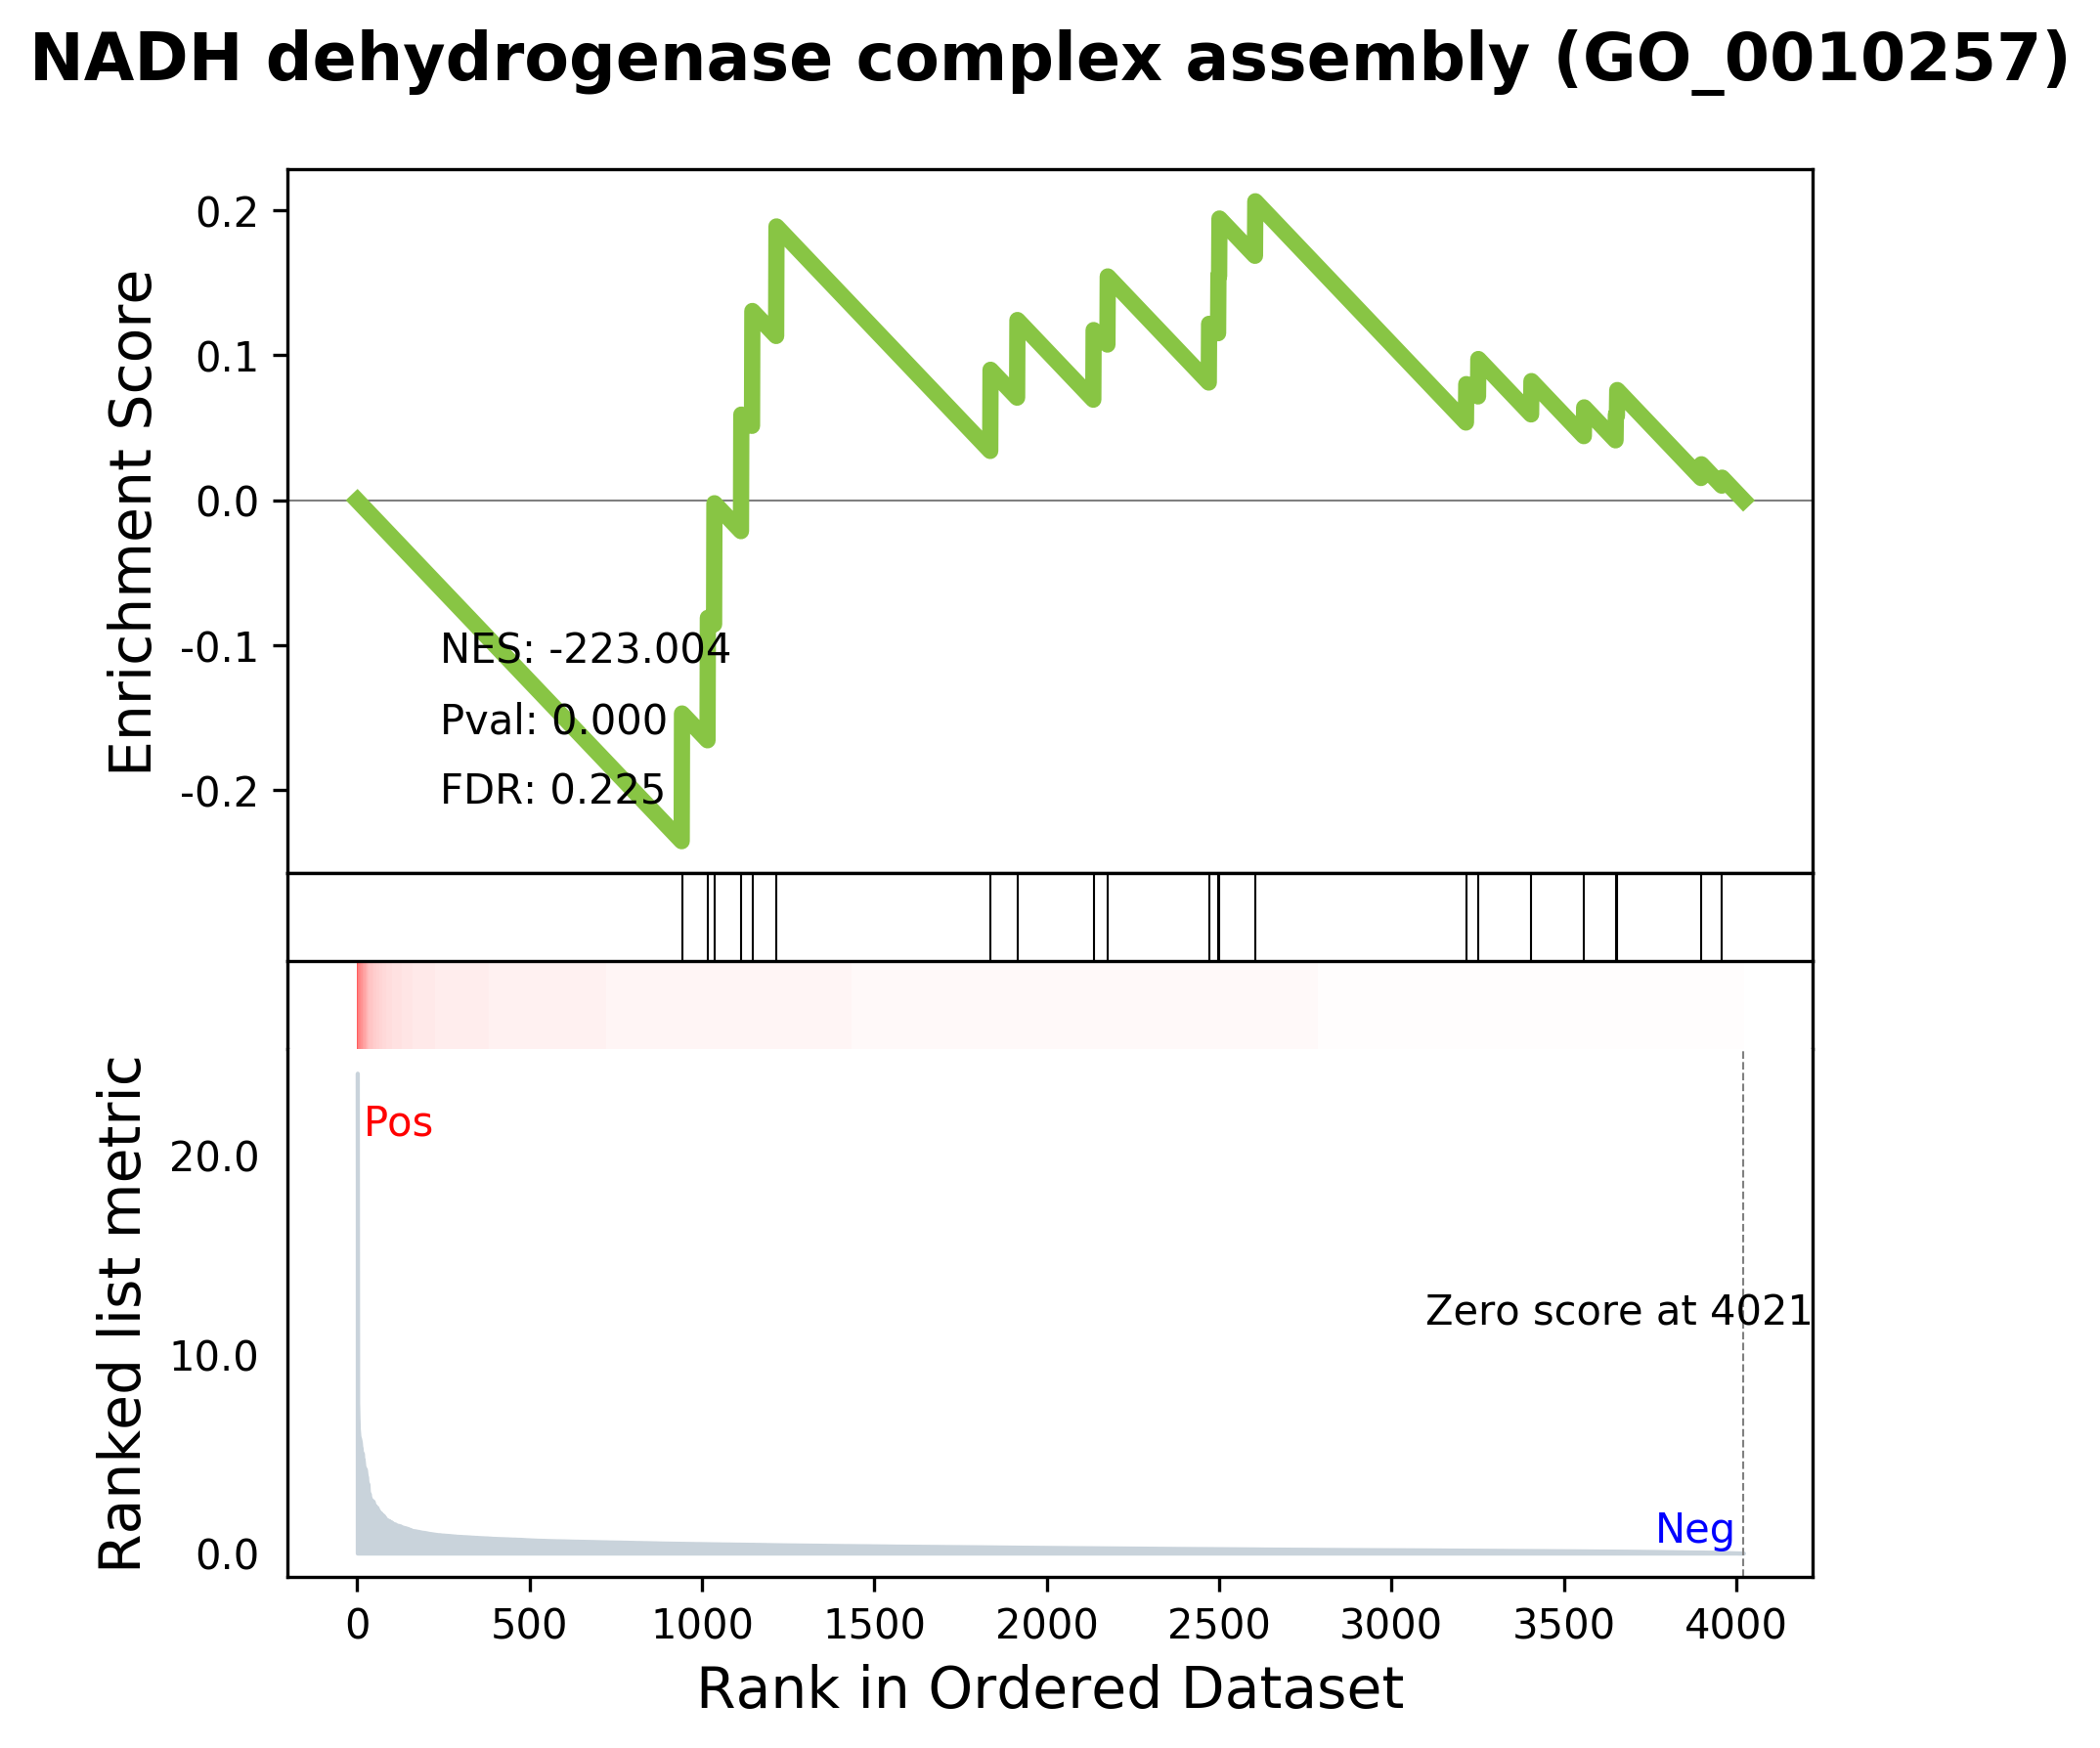 NADH dehydrogenase complex assembly (GO_0010257)
Enrichment Score
0.2
0.1
0.0
-0.1
-0.2
NES: -223.004
Pval: 0.000
FDR: 0.225
Ranked list metric
20.0
10.0
0.0
Pos
Zero score at 4021
Neg
0 500 1000 1500 2000 2500 3000 3500 4000
Rank in Ordered Dataset